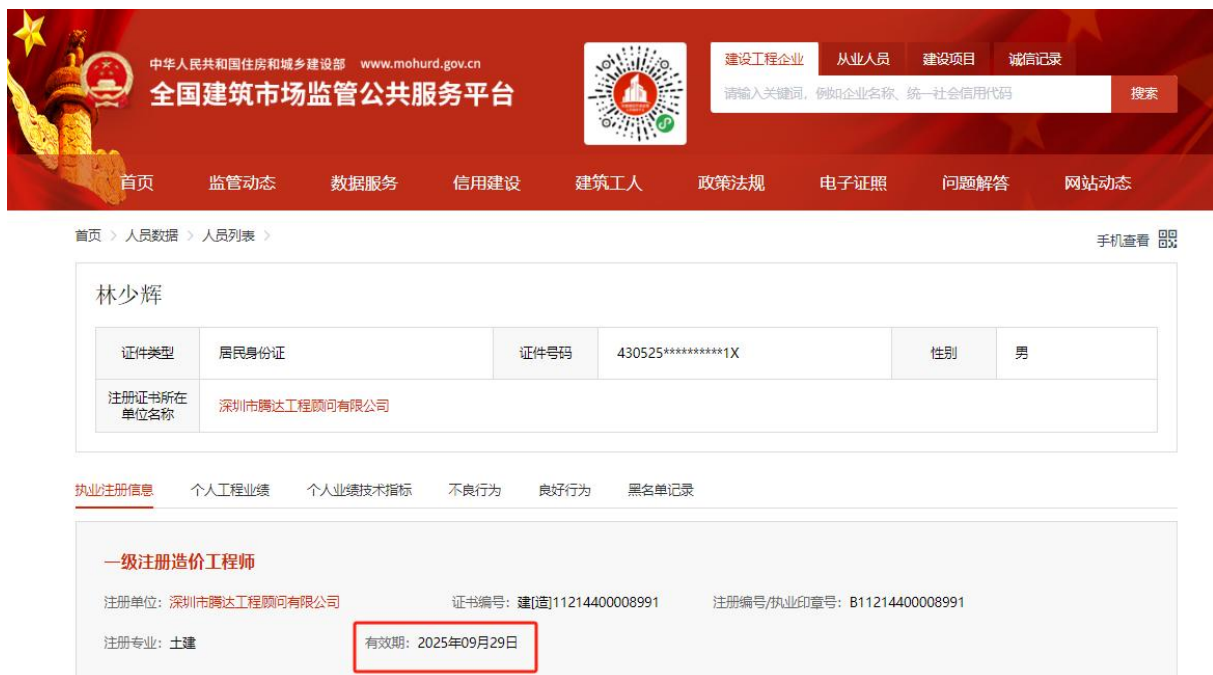 中华人民共和国住房和城乡建设部 www.mohurd.gov.cn
全国建筑市场监管公共服务平台
建设工程企业 从业人员 建设项目 诚信记录
请输入关键词，例如企业名称、统一社会信用代码 搜索
首页 监管动态 数据服务 信用建设 建筑工人 政策法规 电子证照 问题解答 网站动态
首页 > 人员数据 > 人员列表 >
手机查看
林少辉
证件类型 居民身份证 证件号码 430525**********1X 性别 男
注册证书所在
单位名称
深圳市腾达工程顾问有限公司
执业注册信息 个人工程业绩 个人业绩技术指标 不良行为 良好行为 黑名单记录
一级注册造价工程师
注册单位：深圳市腾达工程顾问有限公司 证书编号：建[造]11214400008991 注册编号/执业印章号：B11214400008991
注册专业：土建 有效期：2025年09月29日